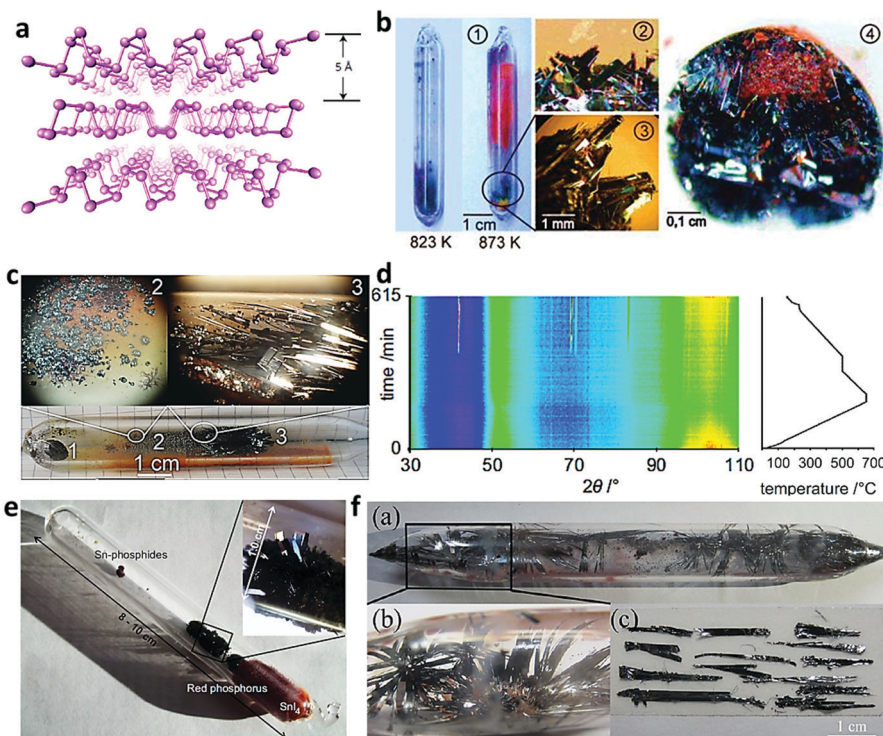 a
5 Å
b
①
②
③
④
1 cm
1 mm
0,1 cm
823 K
873 K
c
2
3
1
2
3
1 cm
d
615
time /min
0
30
50
70
90
110
2θ /°
100
300
500
700
temperature /°C
e
Sn-phosphides
1.0 cm
8 - 10 cm
Red phosphorus
SnI4
f
(a)
(b)
(c)
1 cm